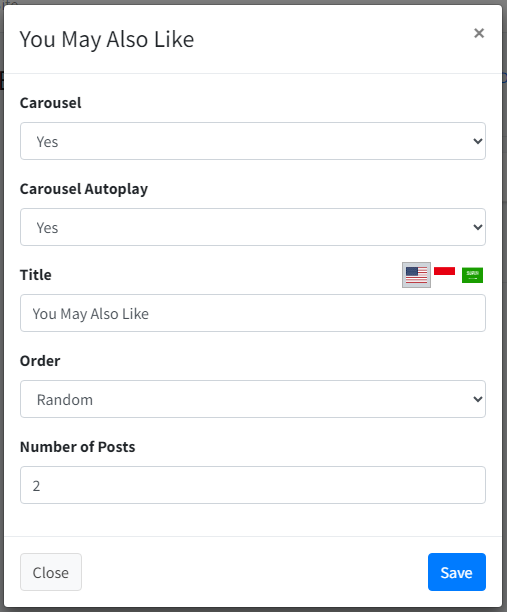 You May Also Like
×
Carousel
Yes
Carousel Autoplay
Yes
Title
You May Also Like
Order
Random
Number of Posts
2
Close
Save